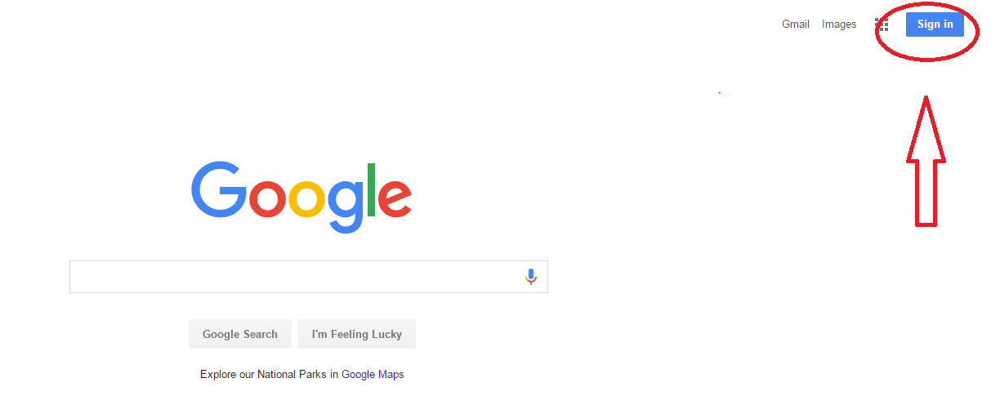 Gmail Images Sign in
Google
Google Search I'm Feeling Lucky
Explore our National Parks in Google Maps